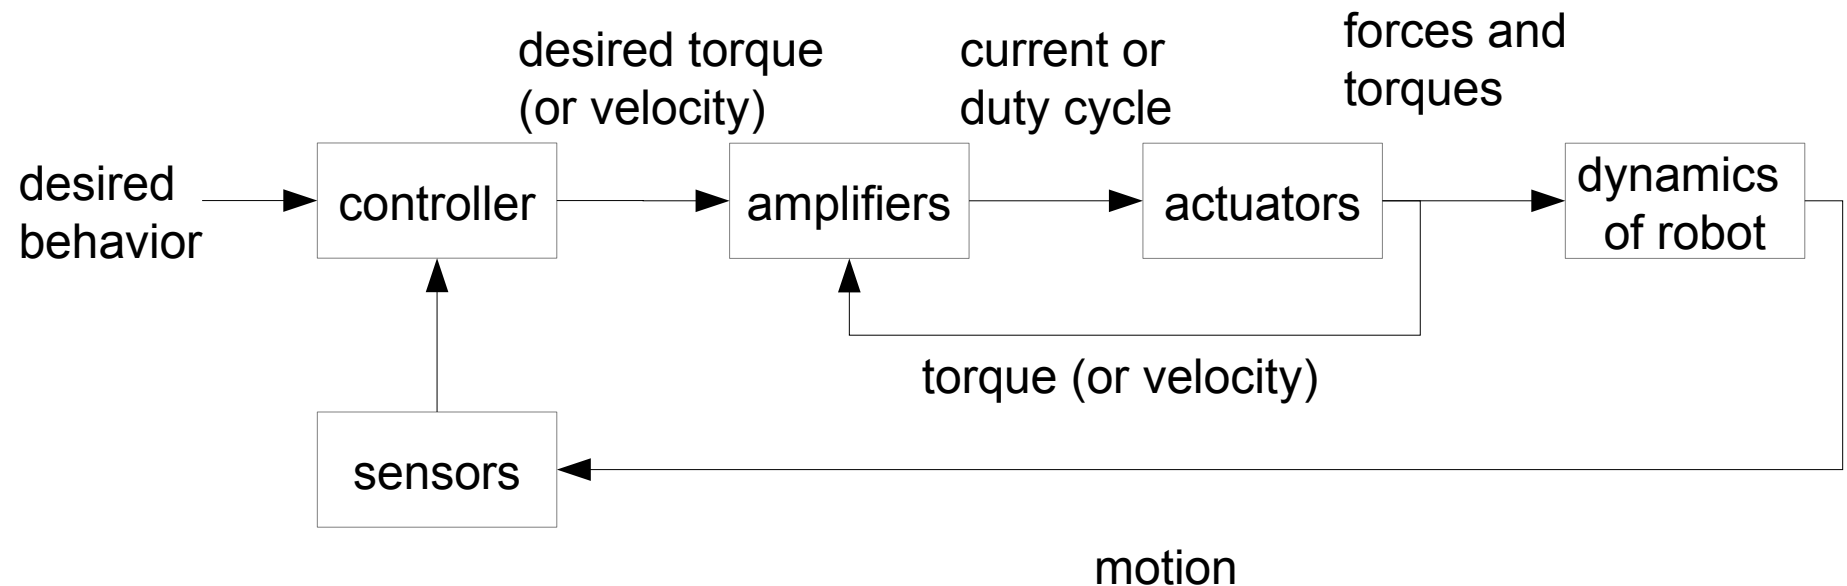 desired torque
(or velocity)
current or
duty cycle
forces and
torques
desired
behavior
controller
amplifiers
actuators
dynamics
of robot
torque (or velocity)
sensors
motion